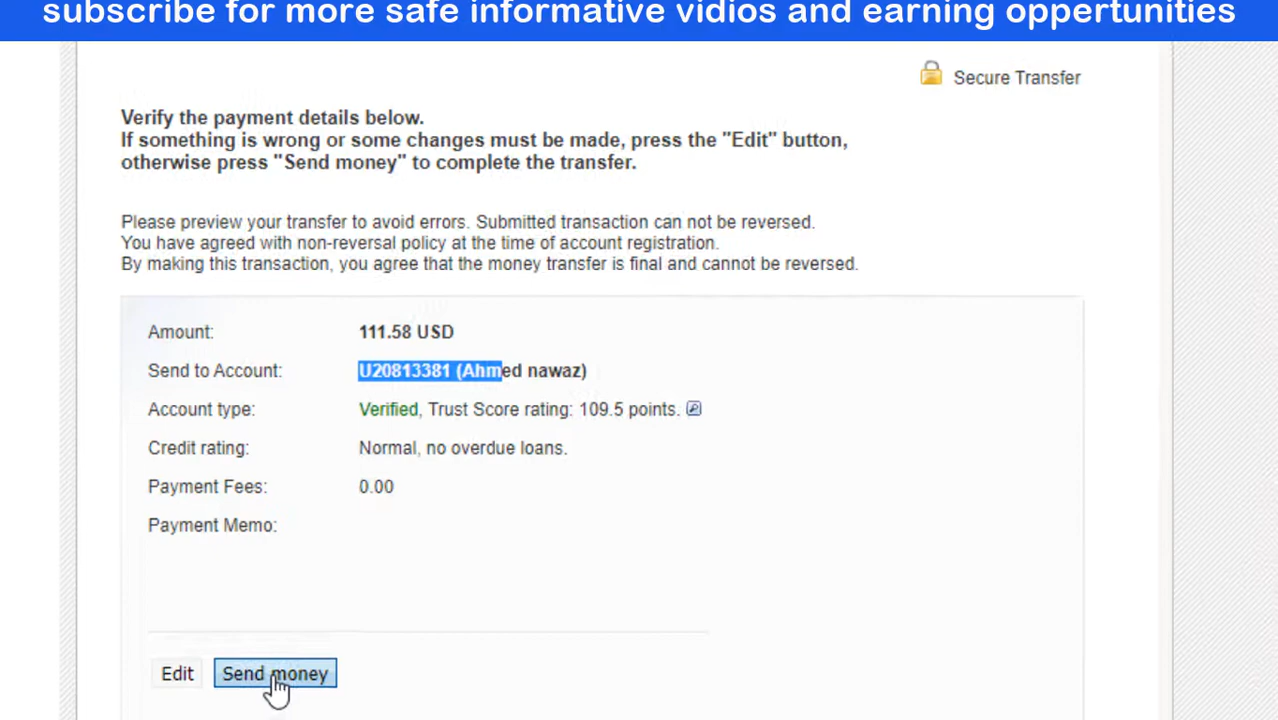 subscribe for more safe informative vidios and earning oppertunities
Secure Transfer
Verify the payment details below.
If something is wrong or some changes must be made, press the "Edit" button,
otherwise press "Send money" to complete the transfer.
Please preview your transfer to avoid errors. Submitted transaction can not be reversed.
You have agreed with non-reversal policy at the time of account registration.
By making this transaction, you agree that the money transfer is final and cannot be reversed.
Amount: 111.58 USD
Send to Account: U20813381 (Ahmed nawaz)
Account type: Verified, Trust Score rating: 109.5 points.
Credit rating: Normal, no overdue loans.
Payment Fees: 0.00
Payment Memo:
Edit Send money